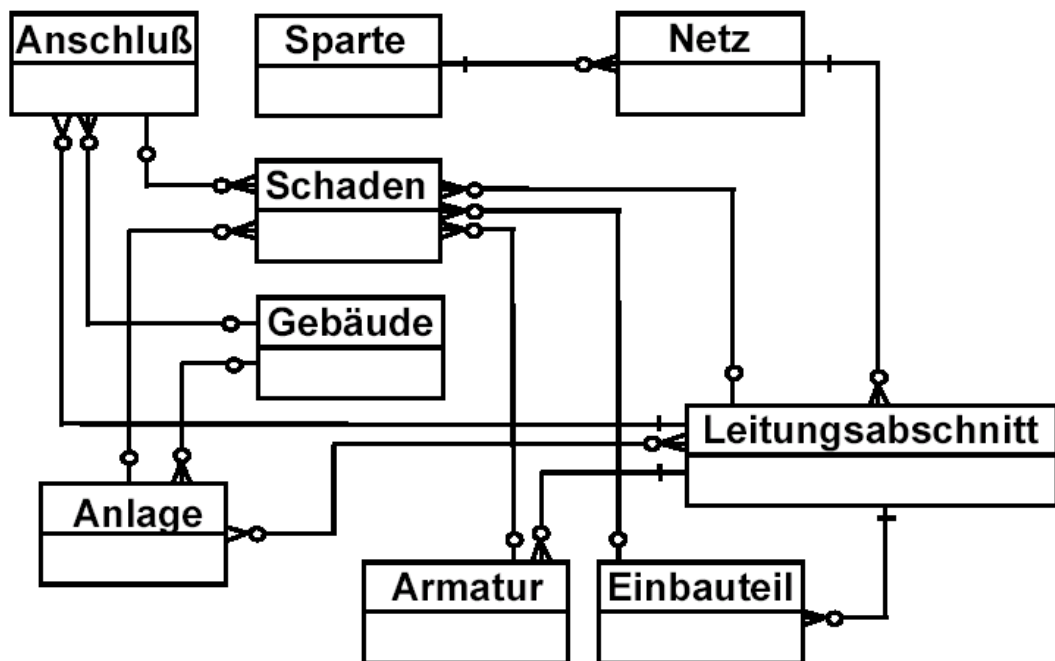 Anschluß
Sparte
Netz
Schaden
Gebäude
Leitungsabschnitt
Anlage
Armatur
Einbauteil